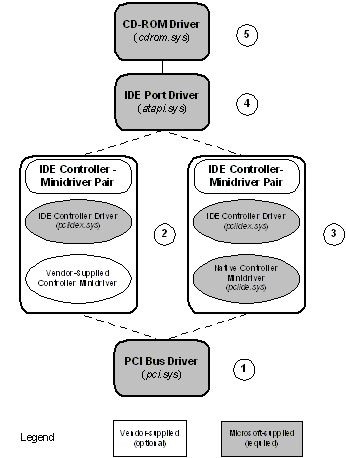 CD-ROM Driver
(cdrom.sys)
5
IDE Port Driver
(atapi.sys)
4
IDE Controller -
Minidriver Pair
IDE Controller Driver
(pciidex.sys)
Vendor-Supplied
Controller Minidriver
2
IDE Controller-
Minidriver Pair
IDE Controller Driver
(pciidex.sys)
Native Controller
Minidriver
(pciide.sys)
3
PCI Bus Driver
(pci.sys)
1
Legend
Vendor-supplied
(optional)
Microsoft-supplied
(required)